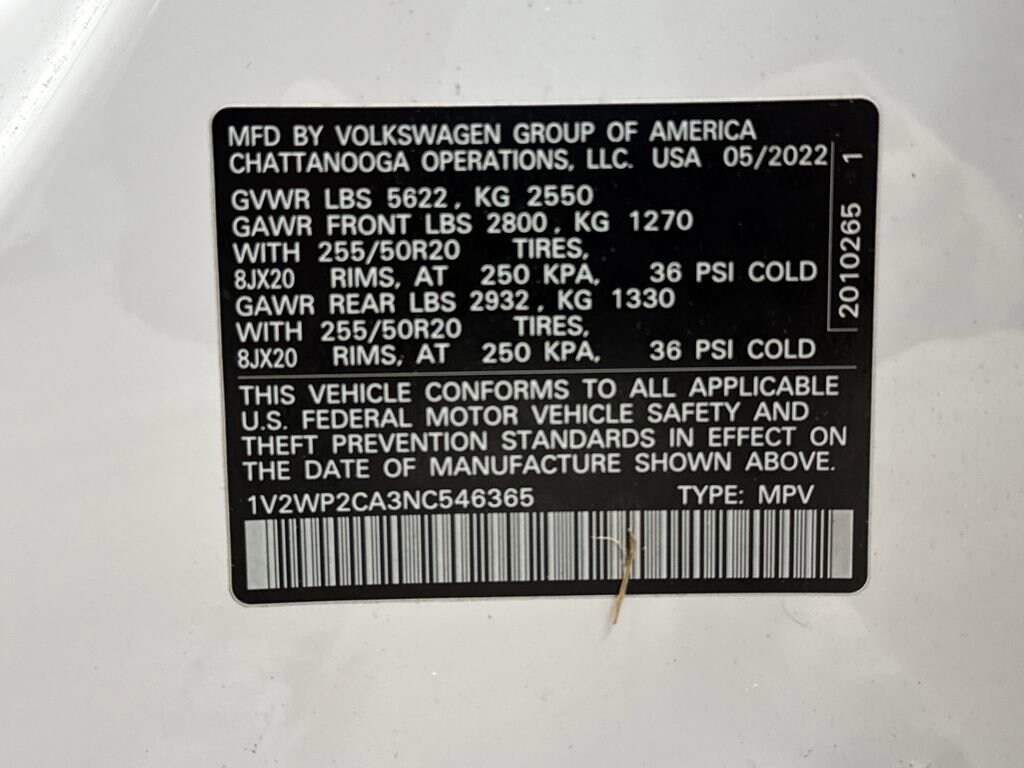 MFD BY VOLKSWAGEN GROUP OF AMERICA
CHATTANOOGA OPERATIONS, LLC. USA 05/2022
GVWR LBS 5622, KG 2550
GAWR FRONT LBS 2800, KG 1270
WITH 255/50R20 TIRES,
8JX20 RIMS, AT 250 KPA, 36 PSI COLD
GAWR REAR LBS 2932, KG 1330
WITH 255/50R20 TIRES,
8JX20 RIMS, AT 250 KPA, 36 PSI COLD
2010265 1
THIS VEHICLE CONFORMS TO ALL APPLICABLE
U.S. FEDERAL MOTOR VEHICLE SAFETY AND
THEFT PREVENTION STANDARDS IN EFFECT ON
THE DATE OF MANUFACTURE SHOWN ABOVE.
1V2WP2CA3NC546365 TYPE: MPV